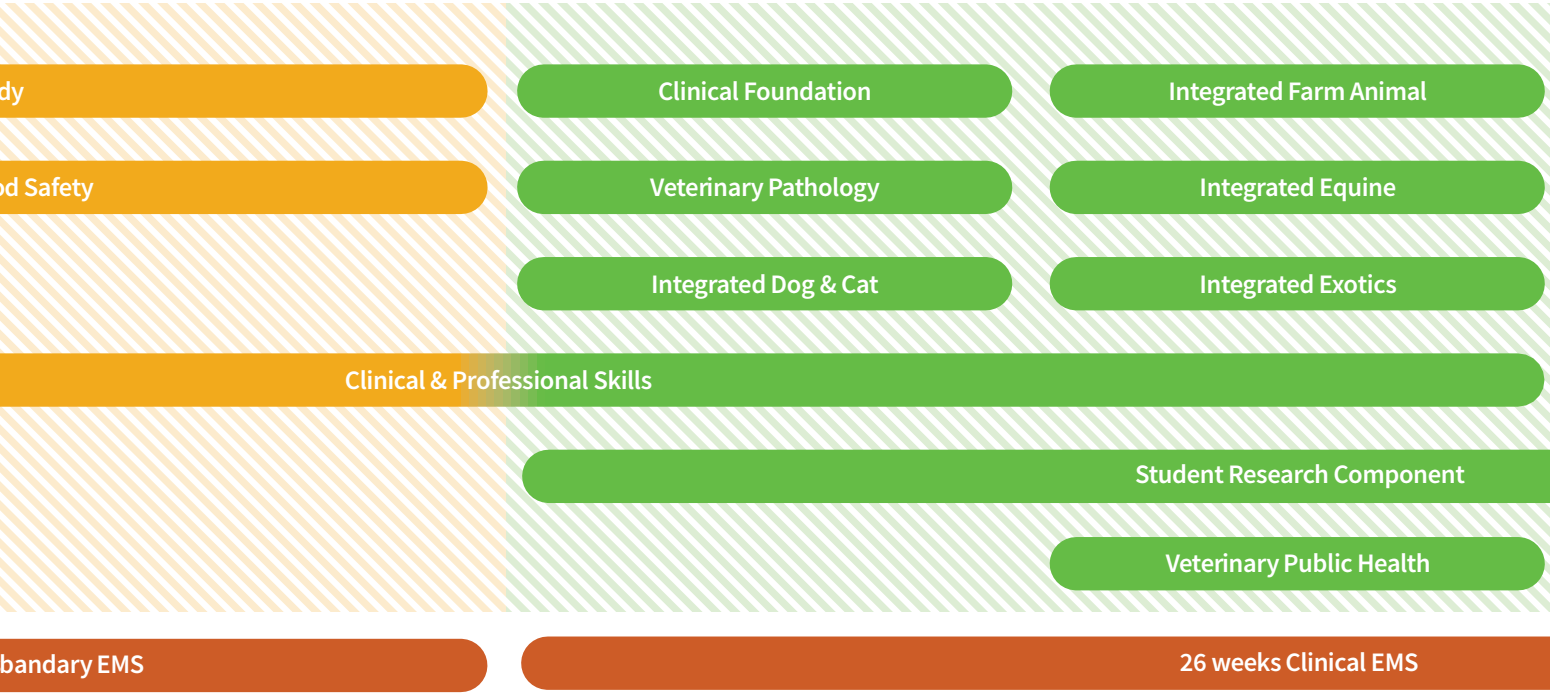 dy
Clinical Foundation
Integrated Farm Animal
od Safety
Veterinary Pathology
Integrated Equine
Integrated Dog & Cat
Integrated Exotics
Clinical & Professional Skills
Student Research Component
Veterinary Public Health
bandary EMS
26 weeks Clinical EMS